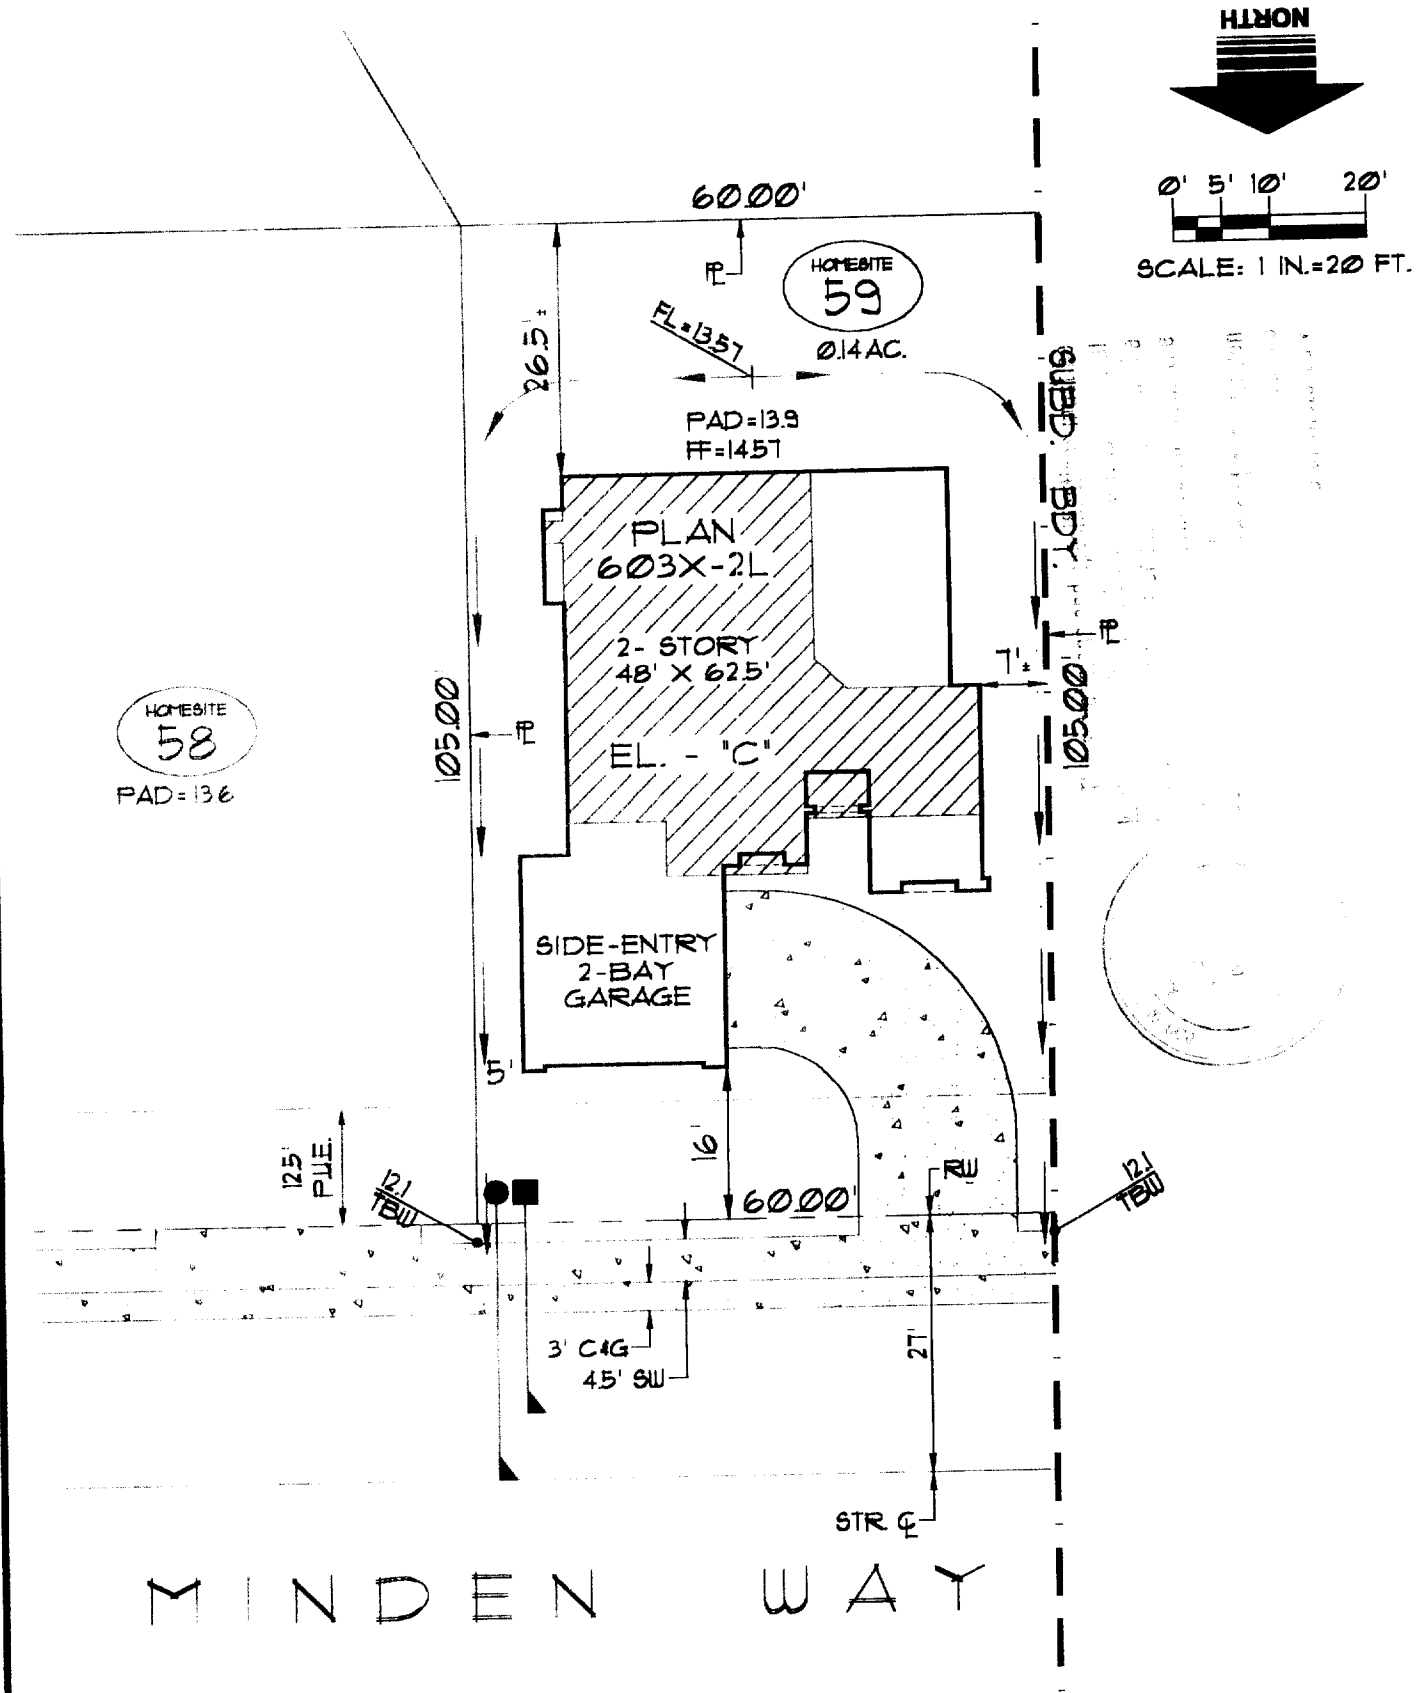 NORTH
0' 5' 10' 20'
SCALE: 1 IN.=20 FT.
60.00'
PL
HOMESITE
59
0.14 AC.
FL=13.57
26.5'±
PAD=13.9
FF=14.57
SUBD. BDY.
PLAN
603X-2L
2- STORY
48' X 62.5'
EL. - "C"
7'±
PL
105.00'
105.00'
PL
HOMESITE
58
PAD=13.6
SIDE-ENTRY
2-BAY
GARAGE
5'
16'
12.5'
P.U.E.
12.1
TBW
60.00'
12.1
TBW
3' C&G
4.5' SW
27'
STR. CL
MINDEN WAY